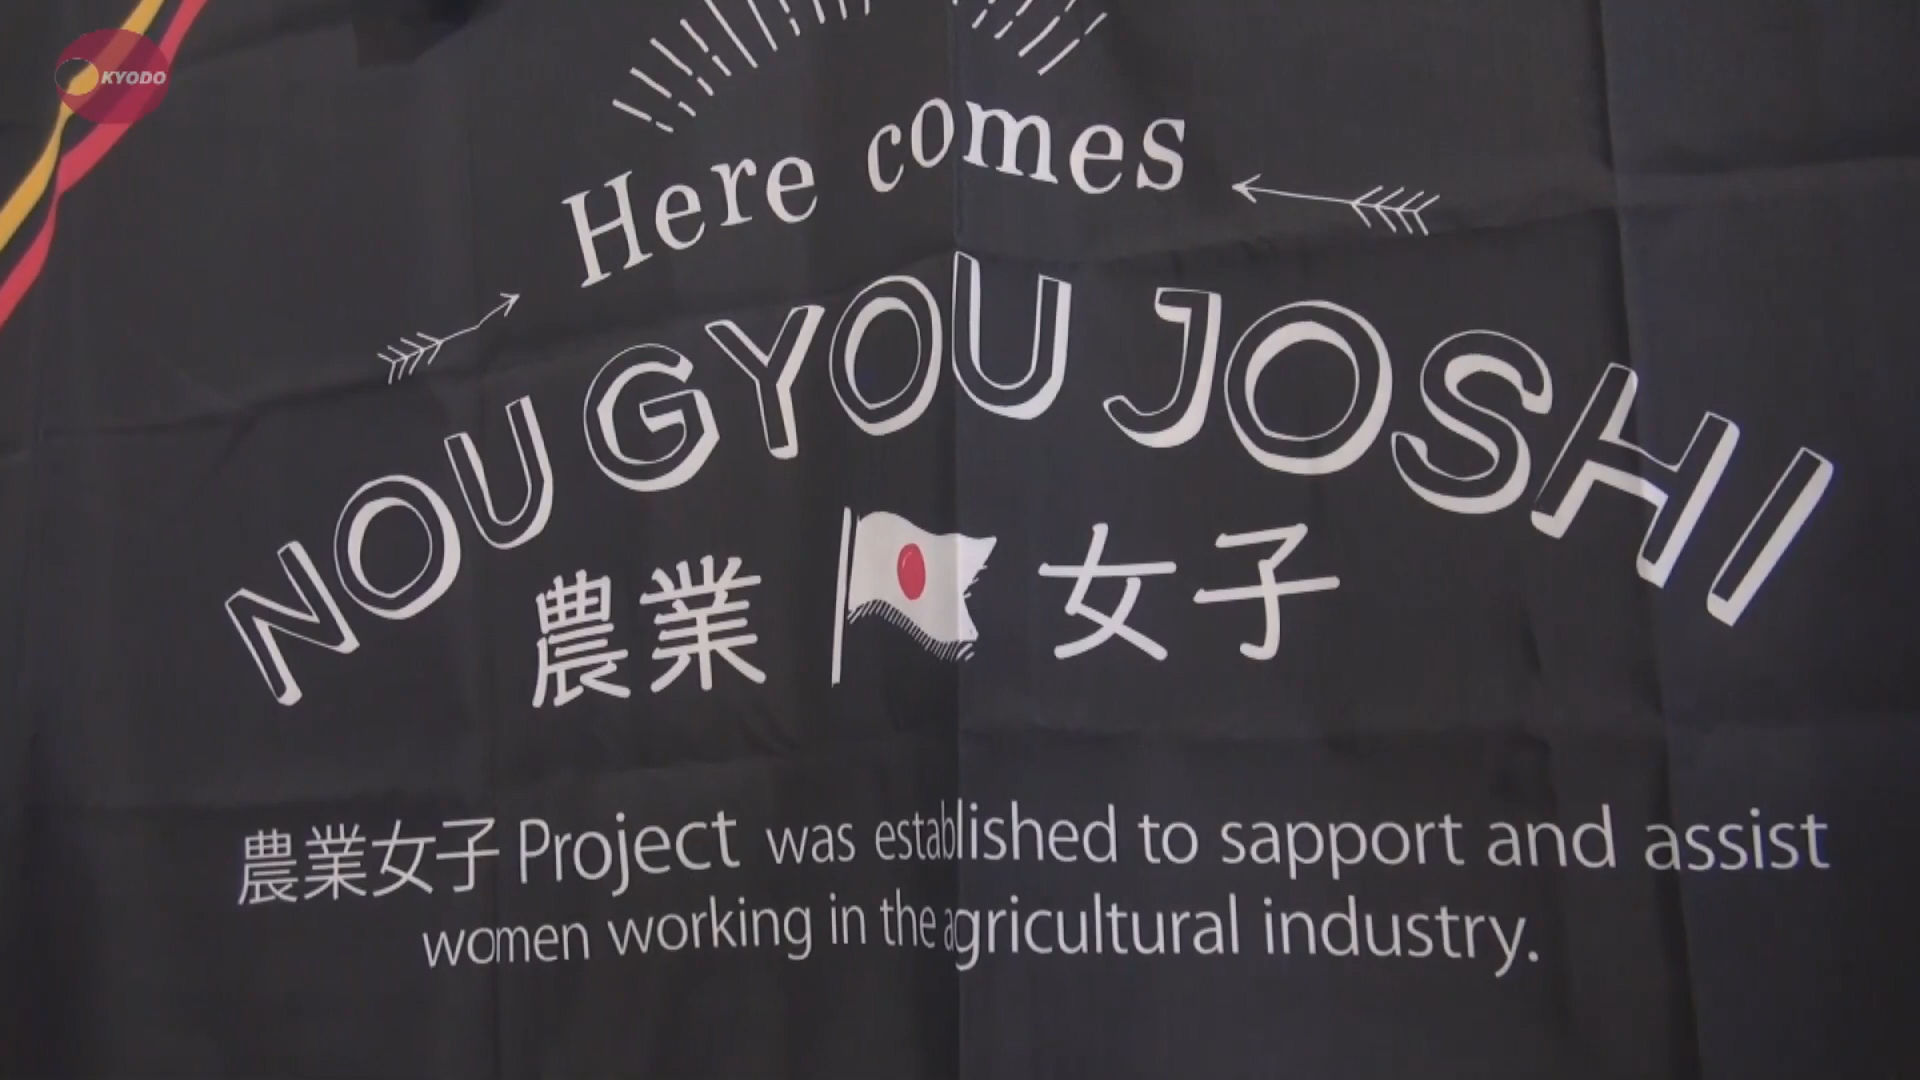 KYODO
Here comes
NOU GYOU JOSHI
農業 女子
農業女子 Project was established to sapport and assist
women working in the agricultural industry.